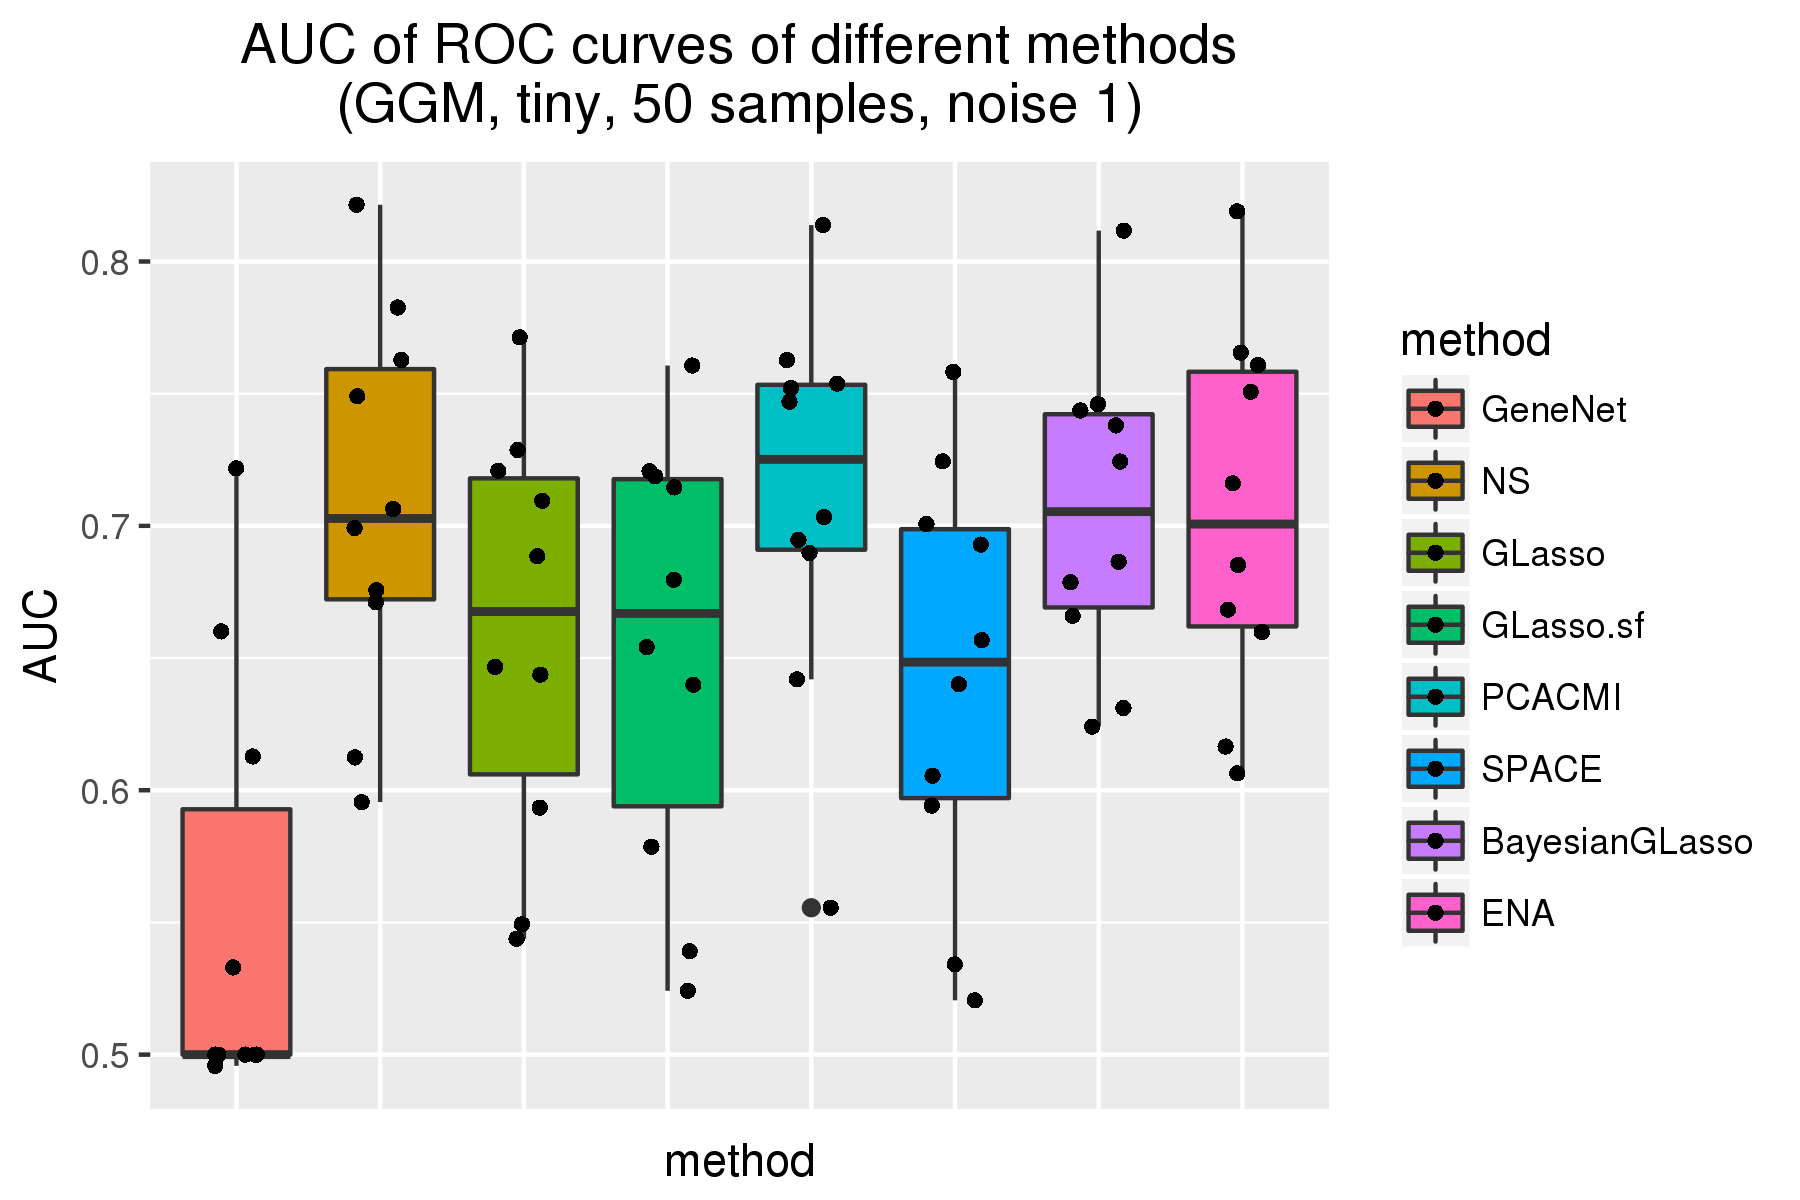 AUC of ROC curves of different methods
(GGM, tiny, 50 samples, noise 1)
0.8
0.7
0.6
0.5
AUC
method
method
GeneNet
NS
GLasso
GLasso.sf
PCACMI
SPACE
BayesianGLasso
ENA